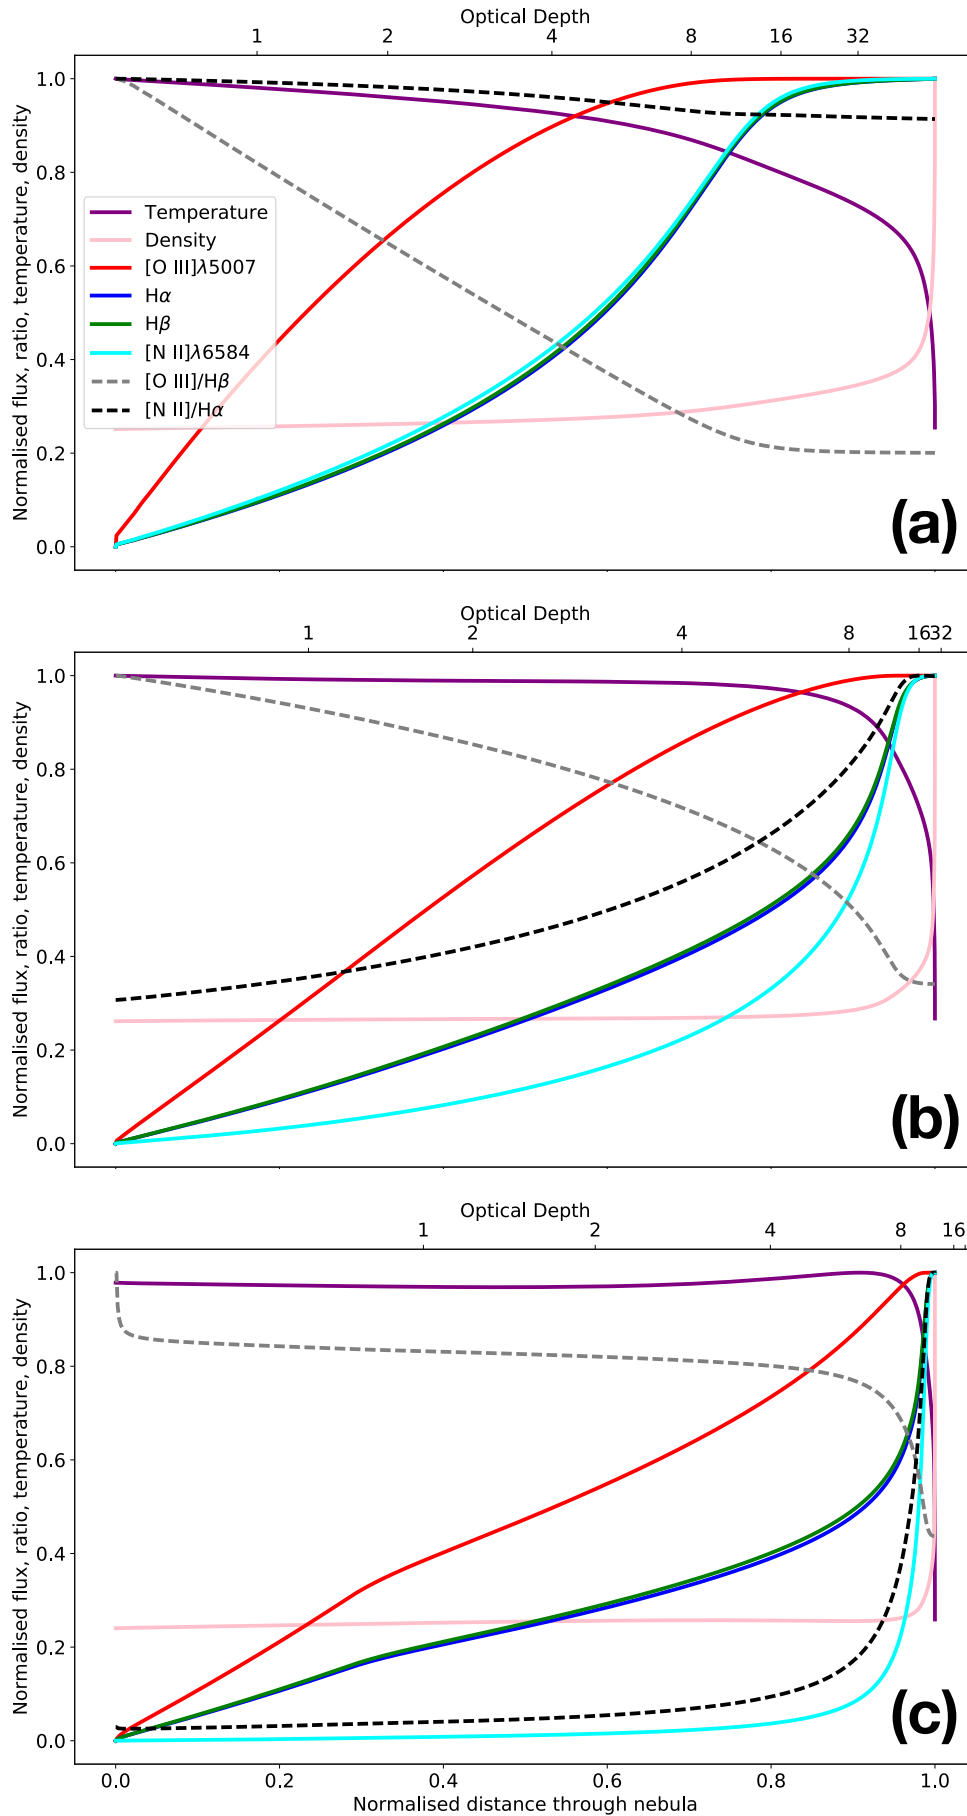 Optical Depth
1 2 4 8 16 32
Normalised flux, ratio, temperature, density
1.0
0.8
0.6
0.4
0.2
0.0
Temperature
Density
[O III]λ5007
Hα
Hβ
[N II]λ6584
[O III]/Hβ
[N II]/Hα
(a)
Optical Depth
1 2 4 8 1632
Normalised flux, ratio, temperature, density
1.0
0.8
0.6
0.4
0.2
0.0
(b)
Optical Depth
1 2 4 8 16
Normalised flux, ratio, temperature, density
1.0
0.8
0.6
0.4
0.2
0.0
(c)
0.0 0.2 0.4 0.6 0.8 1.0
Normalised distance through nebula